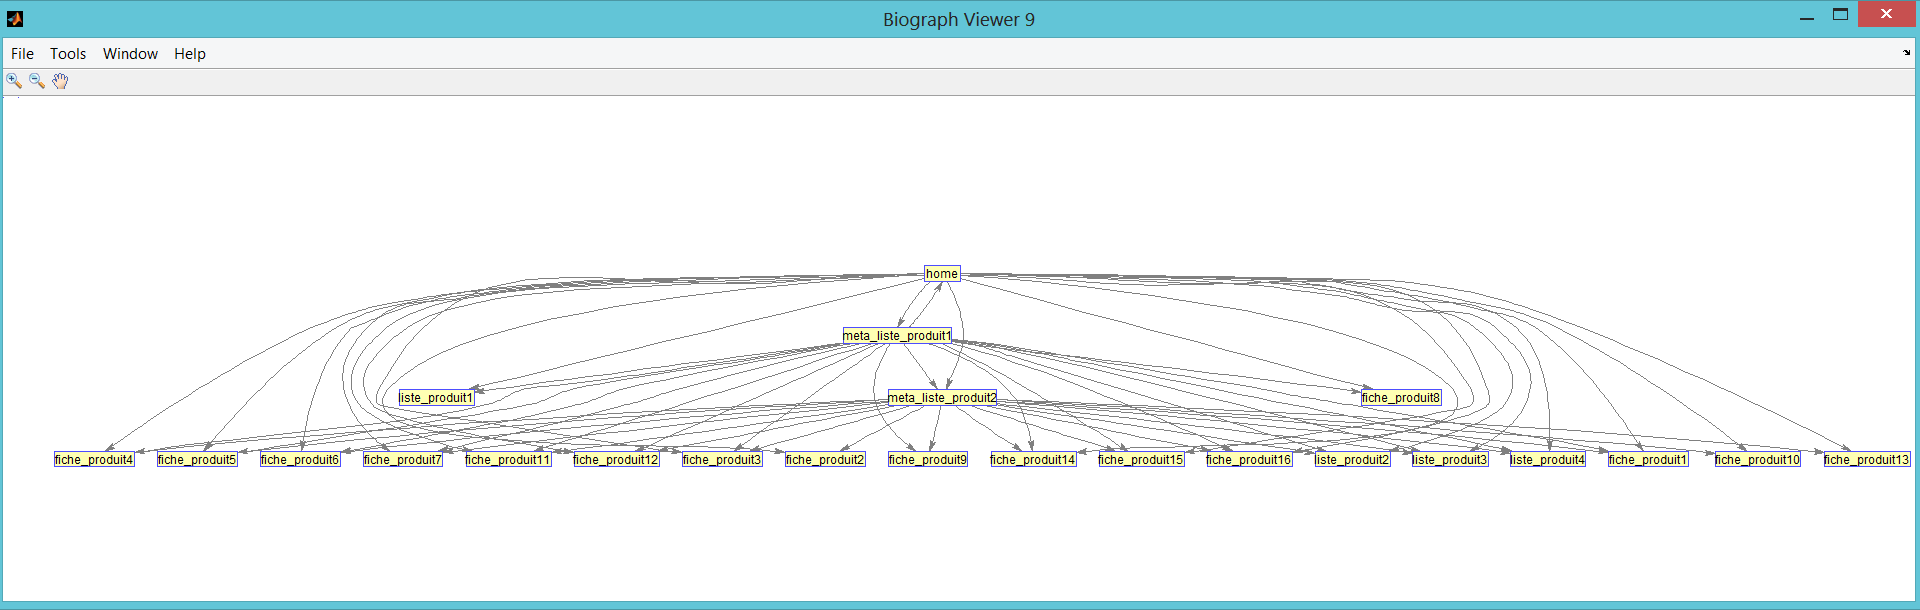 Biograph Viewer 9
File Tools Window Help
home
meta_liste_produit1
liste_produit1 meta_liste_produit2 fiche_produit8
fiche_produit4 fiche_produit5 fiche_produit6 fiche_produit7 fiche_produit11 fiche_produit12 fiche_produit3 fiche_produit2 fiche_produit9 fiche_produit14 fiche_produit15 fiche_produit16 liste_produit2 liste_produit3 liste_produit4 fiche_produit1 fiche_produit10 fiche_produit13